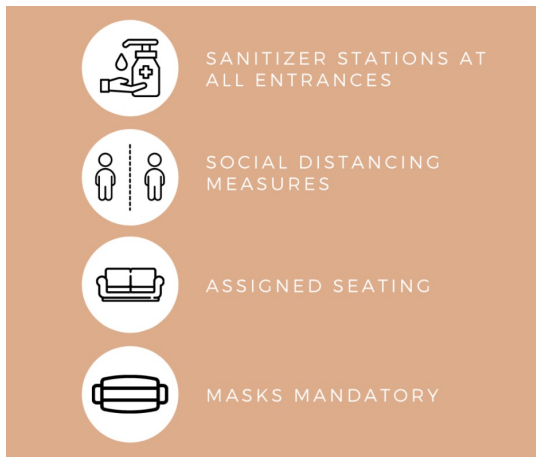 SANITIZER STATIONS AT
ALL ENTRANCES
SOCIAL DISTANCING
MEASURES
ASSIGNED SEATING
MASKS MANDATORY